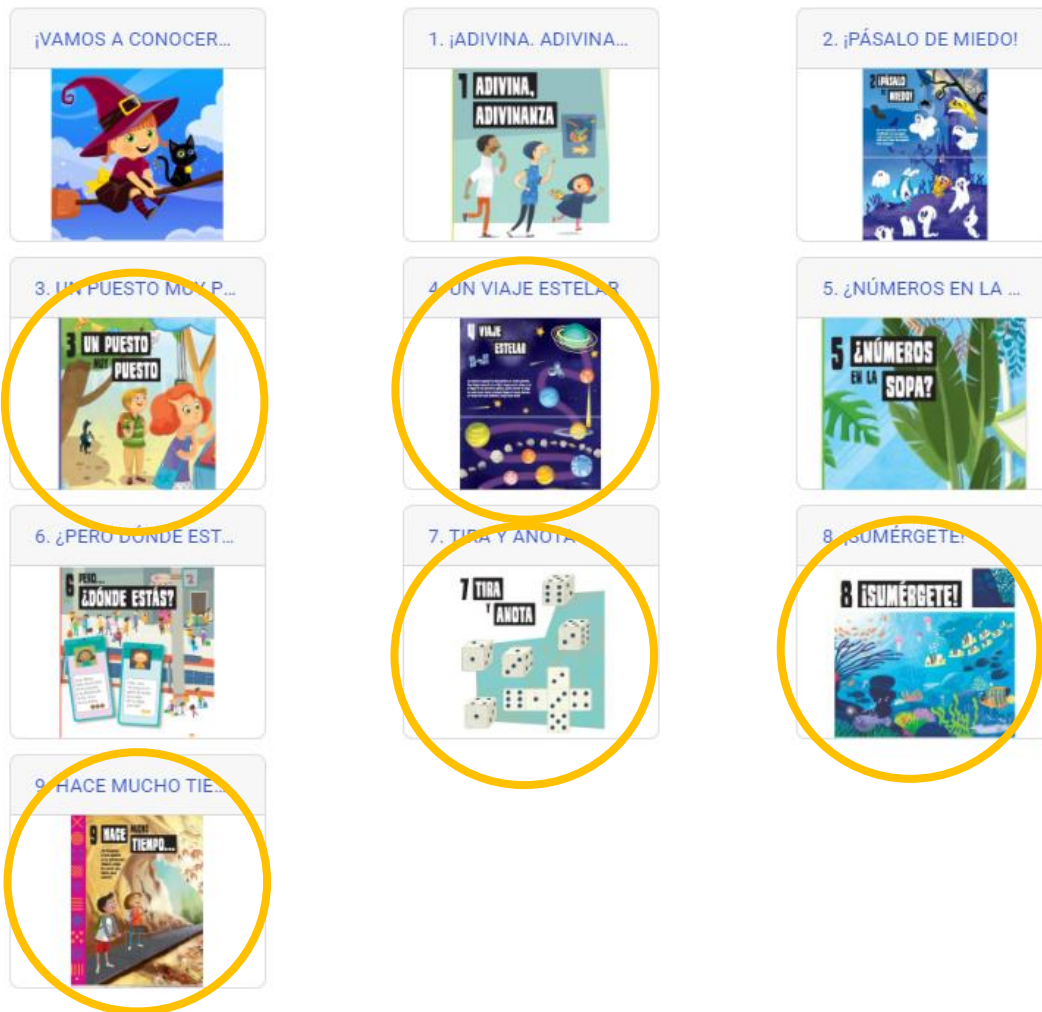 ¡VAMOS A CONOCER...
1. ¡ADIVINA. ADIVINA...
2. ¡PÁSALO DE MIEDO!
1 ADIVINA,
ADIVINANZA
2 ¡PÁSALO
DE MIEDO!
3. UN PUESTO MUY P...
4. UN VIAJE ESTELAR
5. ¿NÚMEROS EN LA ...
3 UN PUESTO
MUY PUESTO
4 VIAJE
ESTELAR
5 ¿NÚMEROS
EN LA SOPA?
6. ¿PERO DÓNDE EST...
7. TIRA Y ANOTA
8. ¡SUMÉRGETE!
6 PERO...
¿DÓNDE ESTÁS?
2
7 TIRA
Y ANOTA
8 ¡SUMÉRGETE!
9. HACE MUCHO TIE...
9 HACE MUCHO
TIEMPO...